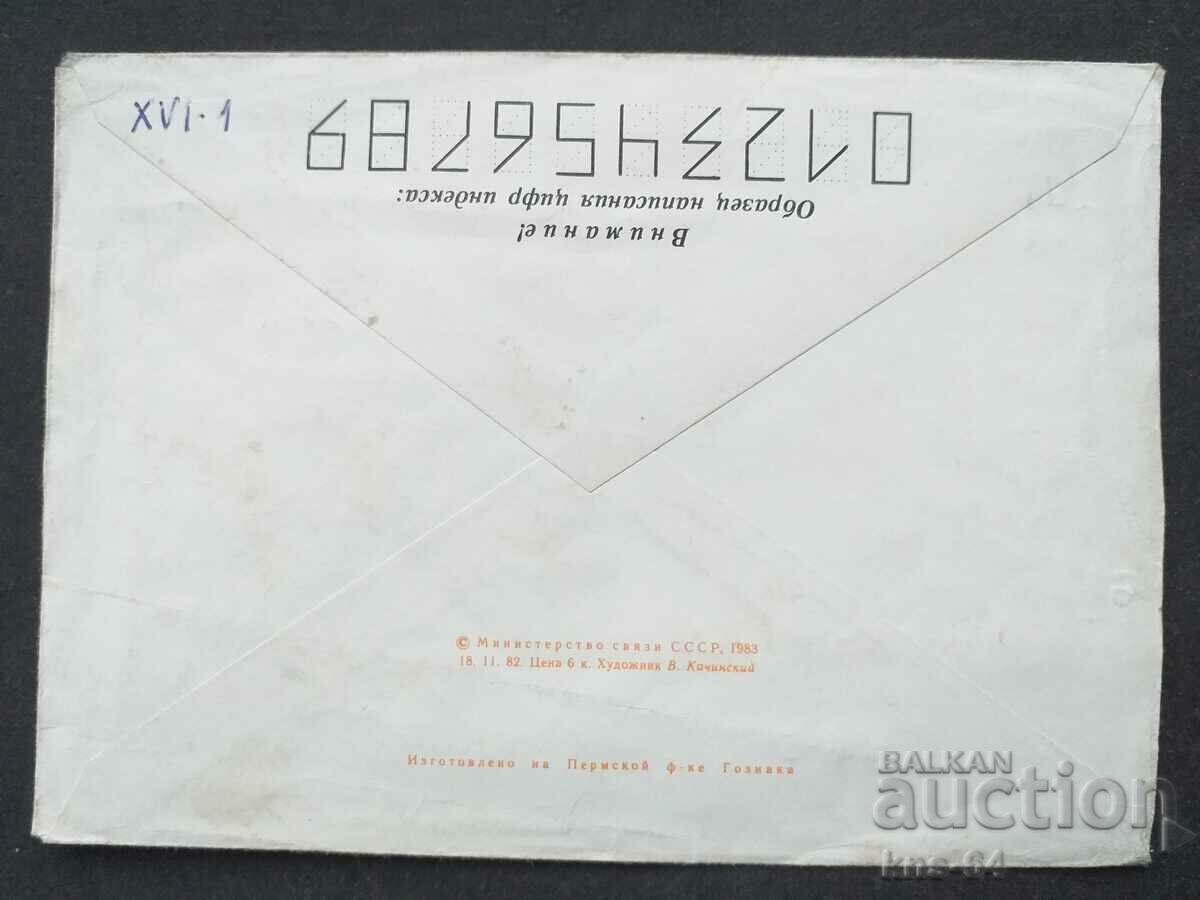 XVI-1
Внимание!
Образец написания цифр индекса:
0123456789
© Министерство связи СССР, 1983
18. 11. 82. Цена 6 к. Художник В. Качинский
Изготовлено на Пермской ф-ке Гознака
BALKAN
auction
kns-64